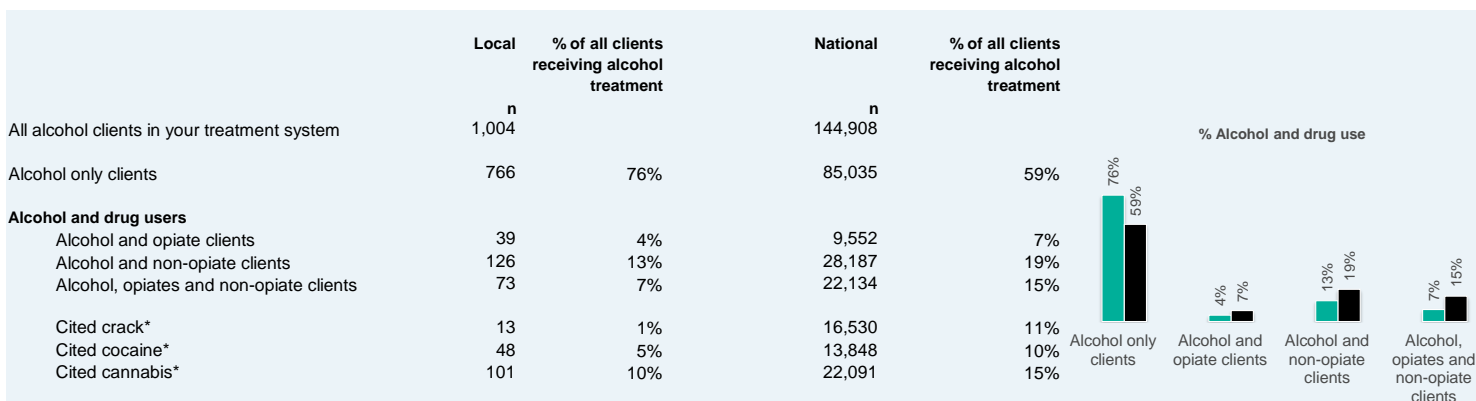 Local % of all clients National % of all clients
receiving alcohol receiving alcohol
treatment treatment
n n
All alcohol clients in your treatment system 1,004 144,908
Alcohol only clients 766 76% 85,035 59%
Alcohol and drug users
Alcohol and opiate clients 39 4% 9,552 7%
Alcohol and non-opiate clients 126 13% 28,187 19%
Alcohol, opiates and non-opiate clients 73 7% 22,134 15%
Cited crack* 13 1% 16,530 11%
Cited cocaine* 48 5% 13,848 10%
Cited cannabis* 101 10% 22,091 15%
% Alcohol and drug use
76% 59% 4% 7% 13% 19% 7% 15%
Alcohol only Alcohol and Alcohol and Alcohol,
clients opiate clients non-opiate opiates and
clients non-opiate
clients